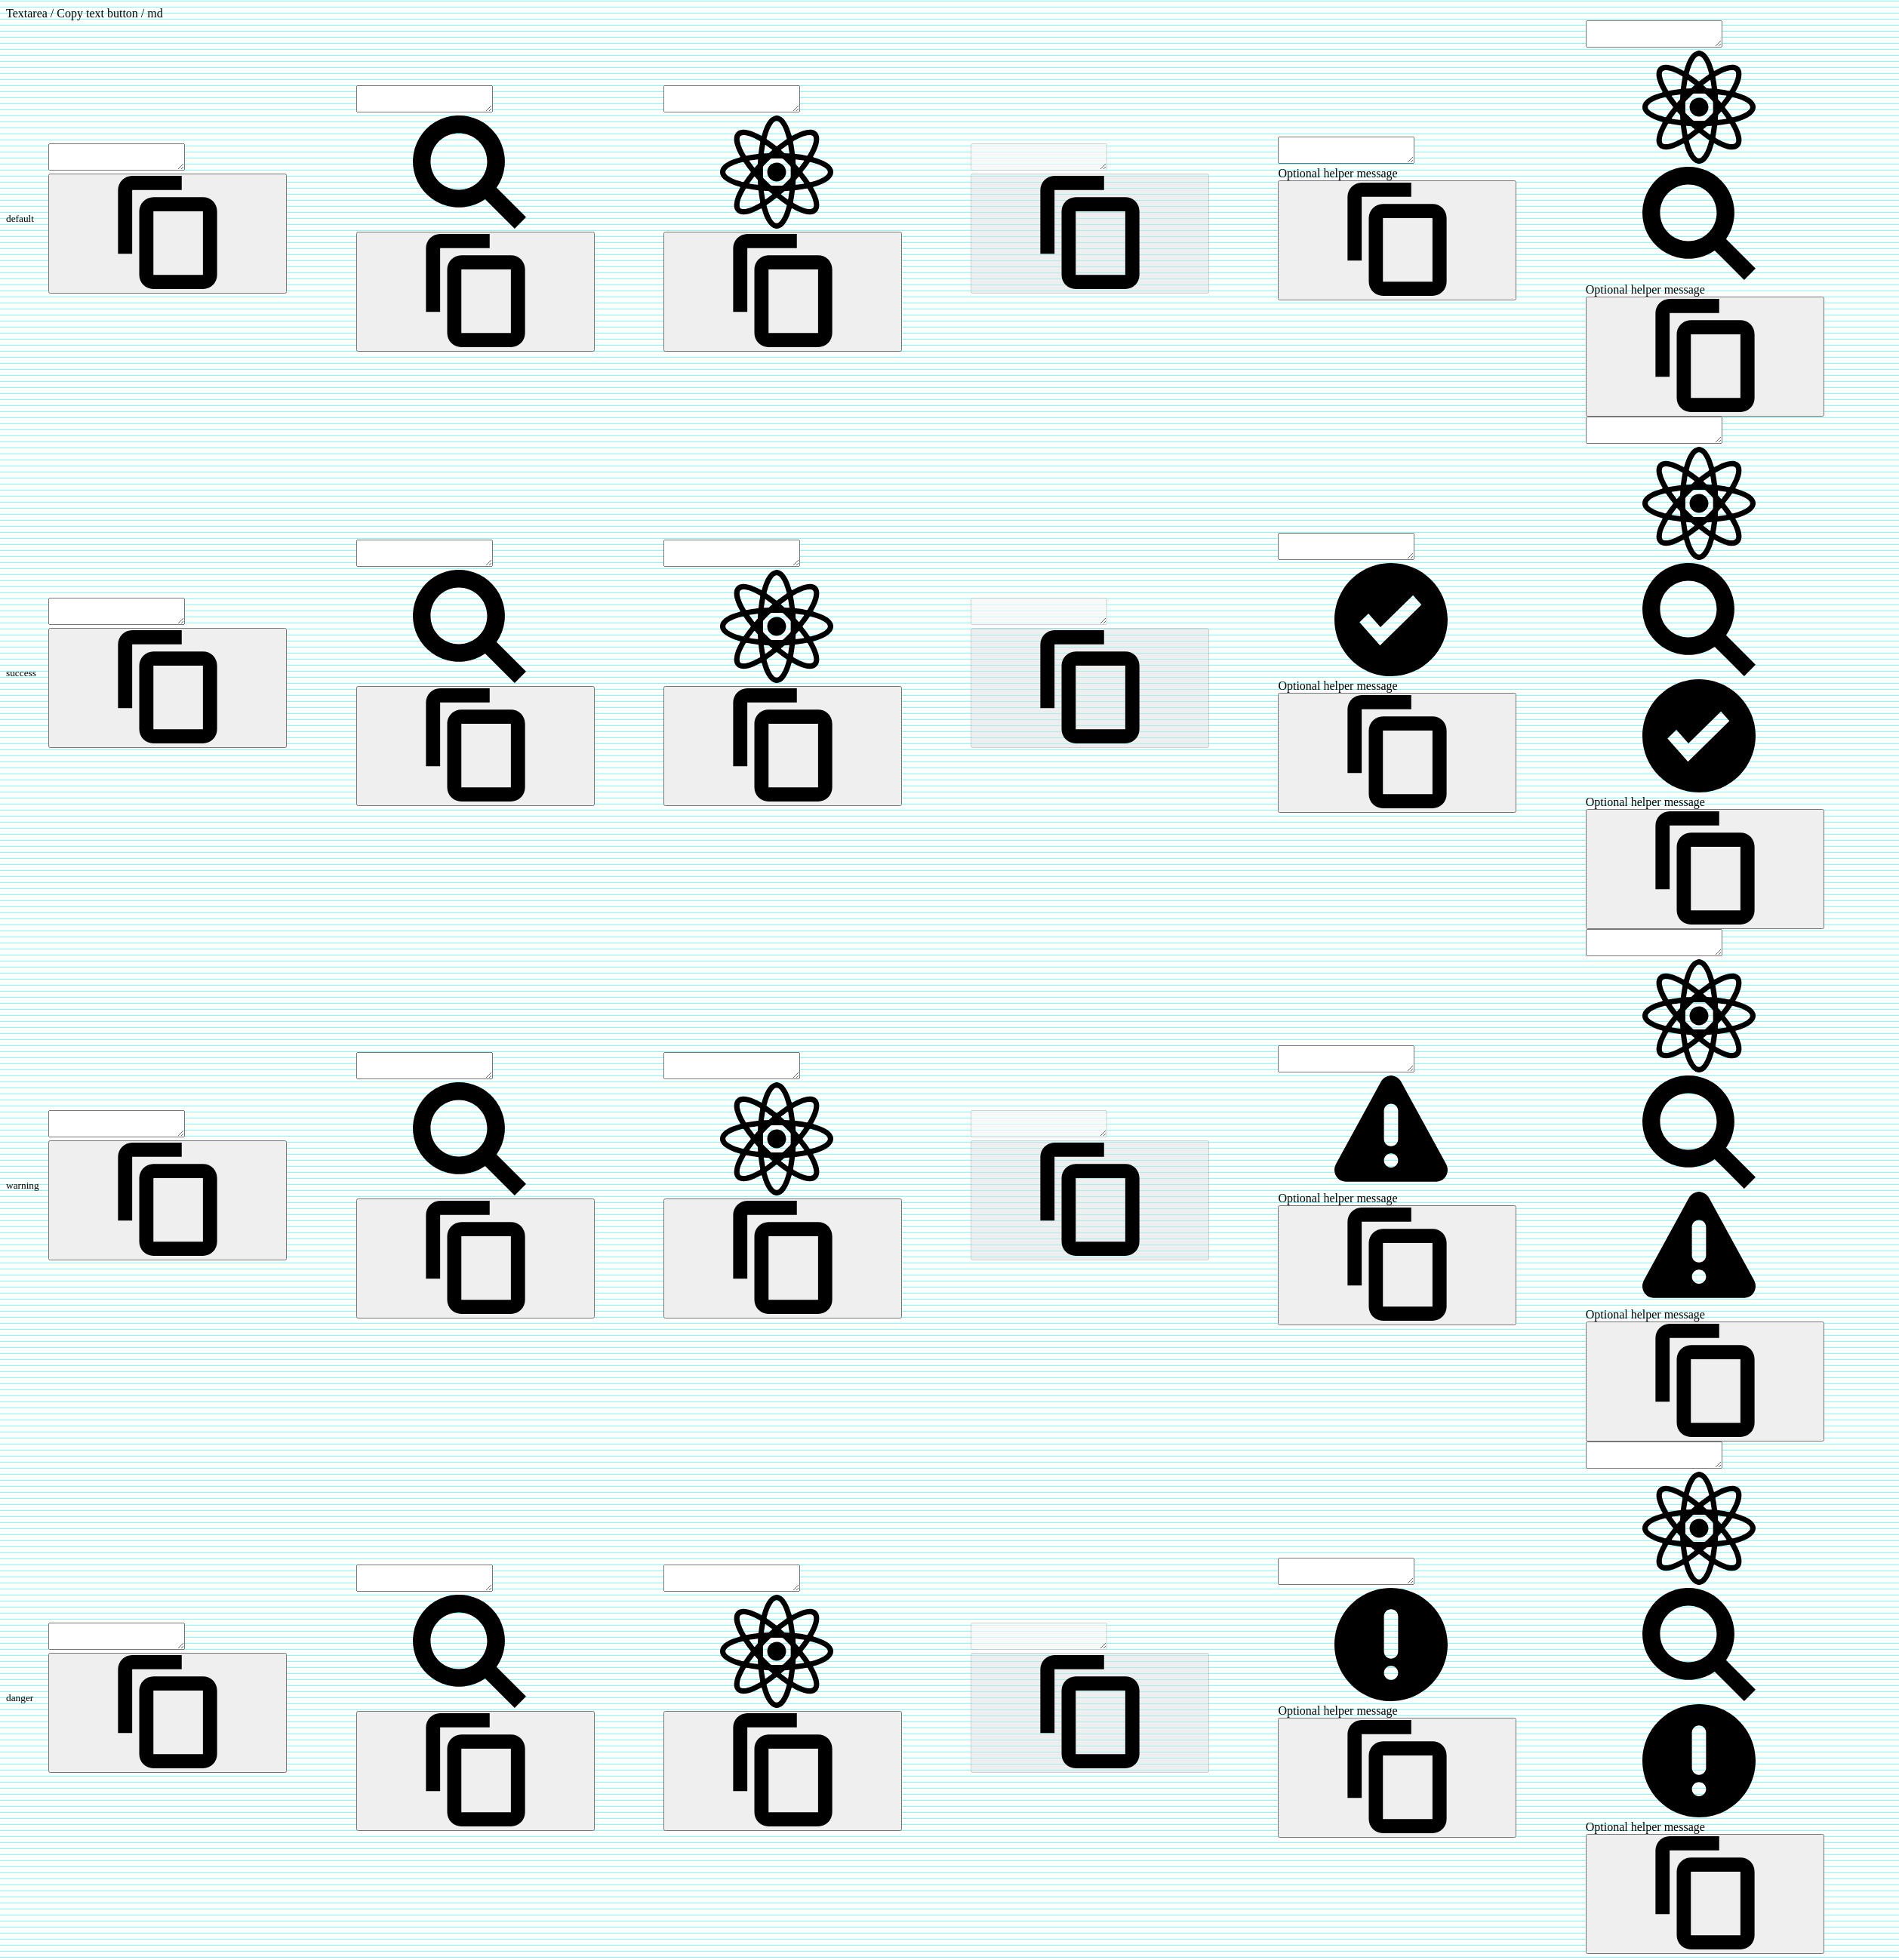 Textarea / Copy text button / md
default
Optional helper message
Optional helper message
success
Optional helper message
Optional helper message
warning
Optional helper message
Optional helper message
danger
Optional helper message
Optional helper message